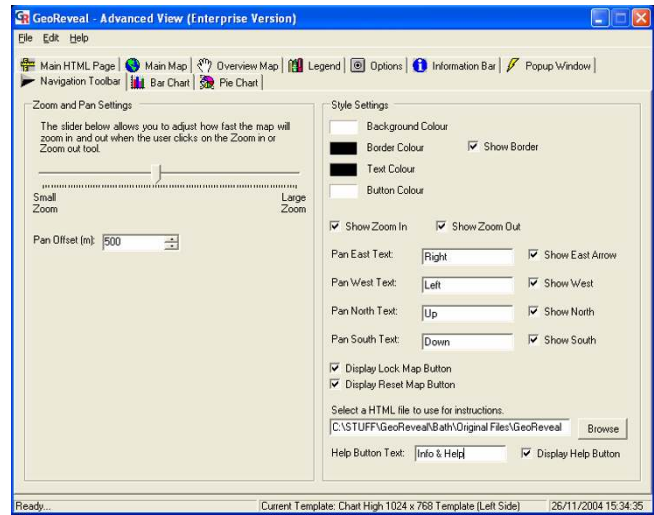 GeoReveal - Advanced View (Enterprise Version)
File Edit Help
Main HTML Page Main Map Overview Map Legend Options Information Bar Popup Window
Navigation Toolbar Bar Chart Pie Chart
Zoom and Pan Settings
The slider below allows you to adjust how fast the map will
zoom in and out when the user clicks on the Zoom in or
Zoom out tool.
Small Zoom
Large Zoom
Pan Offset (m): 500
Style Settings
Background Colour
Border Colour Show Border
Text Colour
Button Colour
Show Zoom In Show Zoom Out
Pan East Text: Right Show East Arrow
Pan West Text: Left Show West
Pan North Text: Up Show North
Pan South Text: Down Show South
Display Lock Map Button
Display Reset Map Button
Select a HTML file to use for instructions.
C:\STUFF\GeoReveal\Bath\Original Files\GeoReveal Browse
Help Button Text: Info & Help Display Help Button
Ready... Current Template: Chart High 1024 x 768 Template (Left Side) 26/11/2004 15:34:35